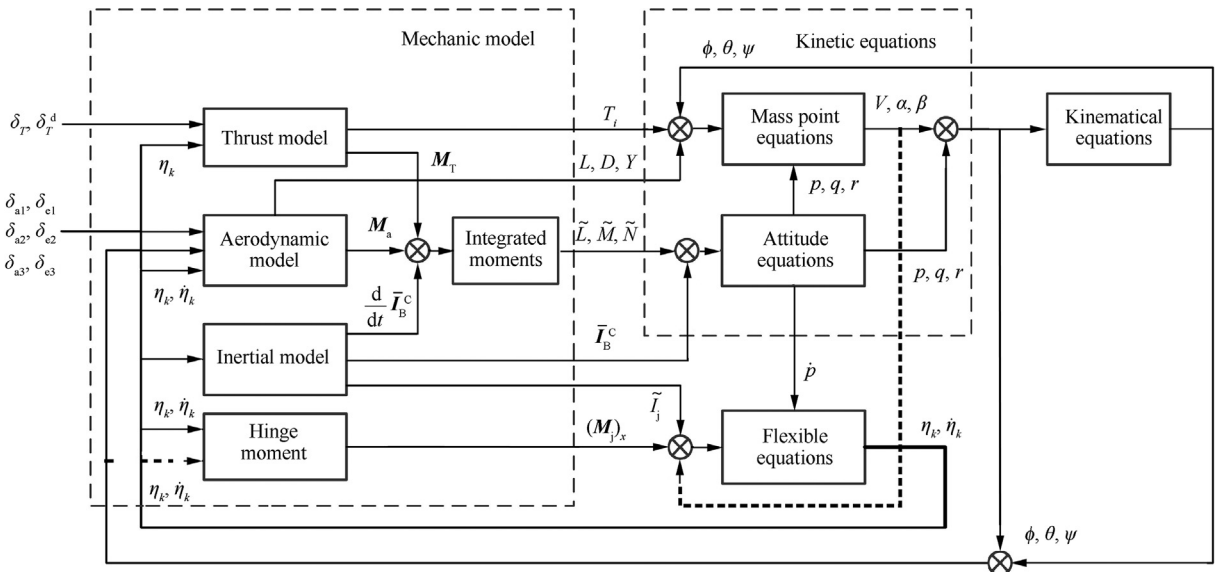 Mechanic model
Kinetic equations
ϕ, θ, ψ
δ_T, δ_T^d
Thrust model
T_i
Mass point
equations
V, α, β
Kinematical
equations
η_k
M_T
L, D, Y
p, q, r
δ_a1, δ_e1
δ_a2, δ_e2
δ_a3, δ_e3
Aerodynamic
model
M_a
Integrated
moments
L̃, M̃, Ñ
Attitude
equations
p, q, r
η_k, η̇_k
d/dt Ī_B^C
Inertial model
Ī_B^C
ṗ
η_k, η̇_k
Hinge
moment
(M_j)_x
Ĩ_j
Flexible
equations
η_k, η̇_k
η_k, η̇_k
ϕ, θ, ψ